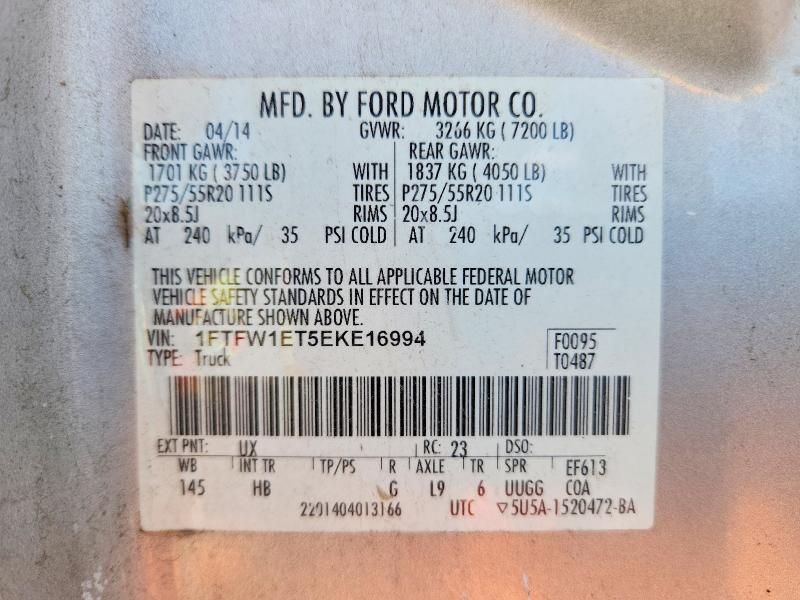 MFD. BY FORD MOTOR CO.
DATE: 04/14 GVWR: 3266 KG ( 7200 LB)
FRONT GAWR: REAR GAWR:
1701 KG ( 3750 LB) WITH 1837 KG ( 4050 LB) WITH
P275/55R20 111S TIRES P275/55R20 111S TIRES
20x8.5J RIMS 20x8.5J RIMS
AT 240 kPa/ 35 PSI COLD AT 240 kPa/ 35 PSI COLD
THIS VEHICLE CONFORMS TO ALL APPLICABLE FEDERAL MOTOR
VEHICLE SAFETY STANDARDS IN EFFECT ON THE DATE OF
MANUFACTURE SHOWN ABOVE.
VIN: 1FTFW1ET5EKE16994 F0095
TYPE: Truck T0487
EXT PNT: UX RC: 23 DSO:
WB INT TR TP/PS R AXLE TR SPR EF613
145 HB G L9 6 UUGG COA
2201404013166 UTC ▽5U5A-1520472-BA